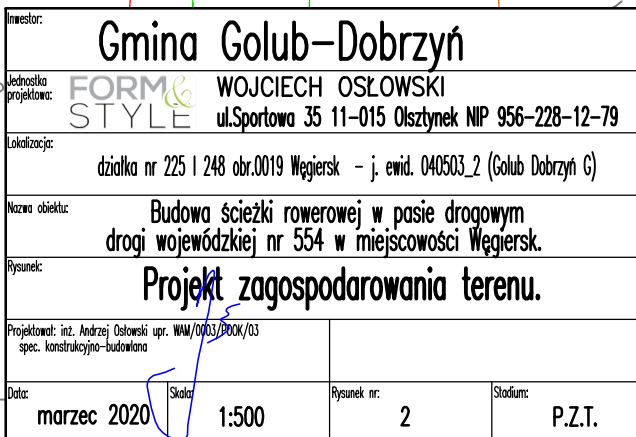 Inwestor:
Gmina Golub-Dobrzyń
Jednostka
projektowa:
FORM&
STYLE
WOJCIECH OSŁOWSKI
ul.Sportowa 35 11-015 Olsztynek NIP 956-228-12-79
Lokalizacja:
działka nr 225 I 248 obr.0019 Węgiersk - j. ewid. 040503_2 (Golub Dobrzyń G)
Nazwa obiektu:
Budowa ścieżki rowerowej w pasie drogowym
drogi wojewódzkiej nr 554 w miejscowości Węgiersk.
Rysunek:
Projekt zagospodarowania terenu.
Projektował: inż. Andrzej Osłowski upr. WAM/0003/POOK/03
spec. konstrukcyjno-budowlana
Data:
marzec 2020
Skala:
1:500
Rysunek nr:
2
Stadium:
P.Z.T.